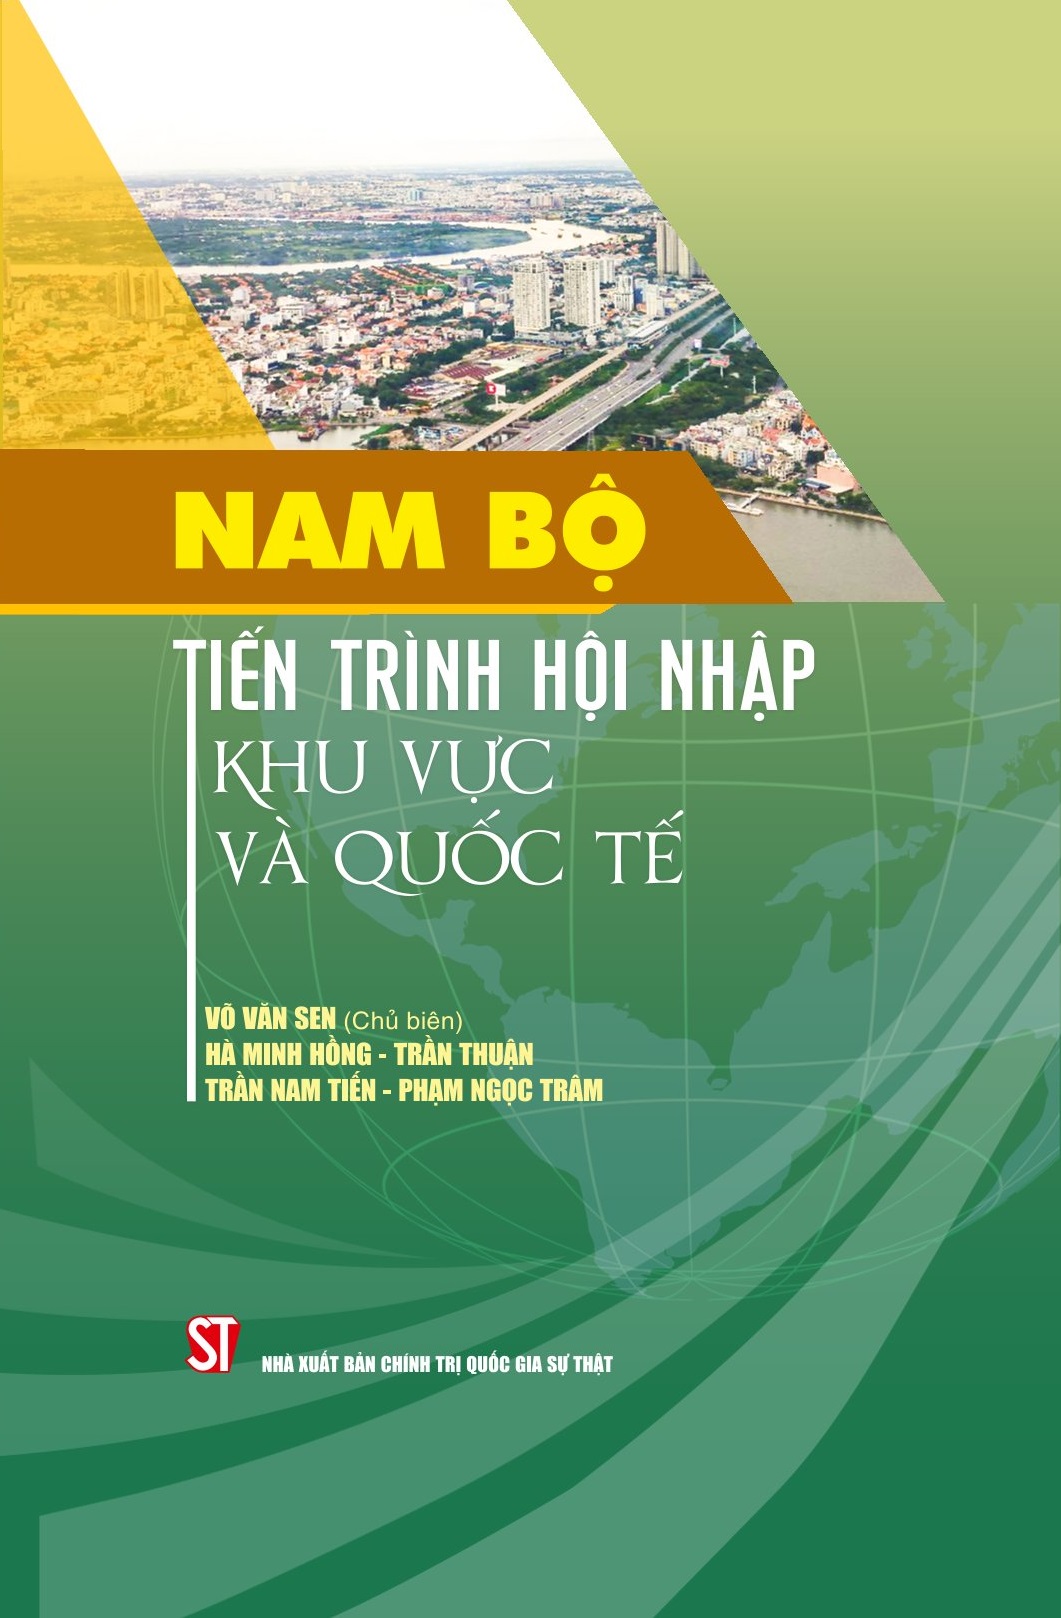 NAM BỘ
TIẾN TRÌNH HỘI NHẬP
KHU VỰC
VÀ QUỐC TẾ
VÕ VĂN SEN (Chủ biên)
HÀ MINH HỒNG - TRẦN THUẬN
TRẦN NAM TIẾN - PHẠM NGỌC TRÂM
ST
NHÀ XUẤT BẢN CHÍNH TRỊ QUỐC GIA SỰ THẬT